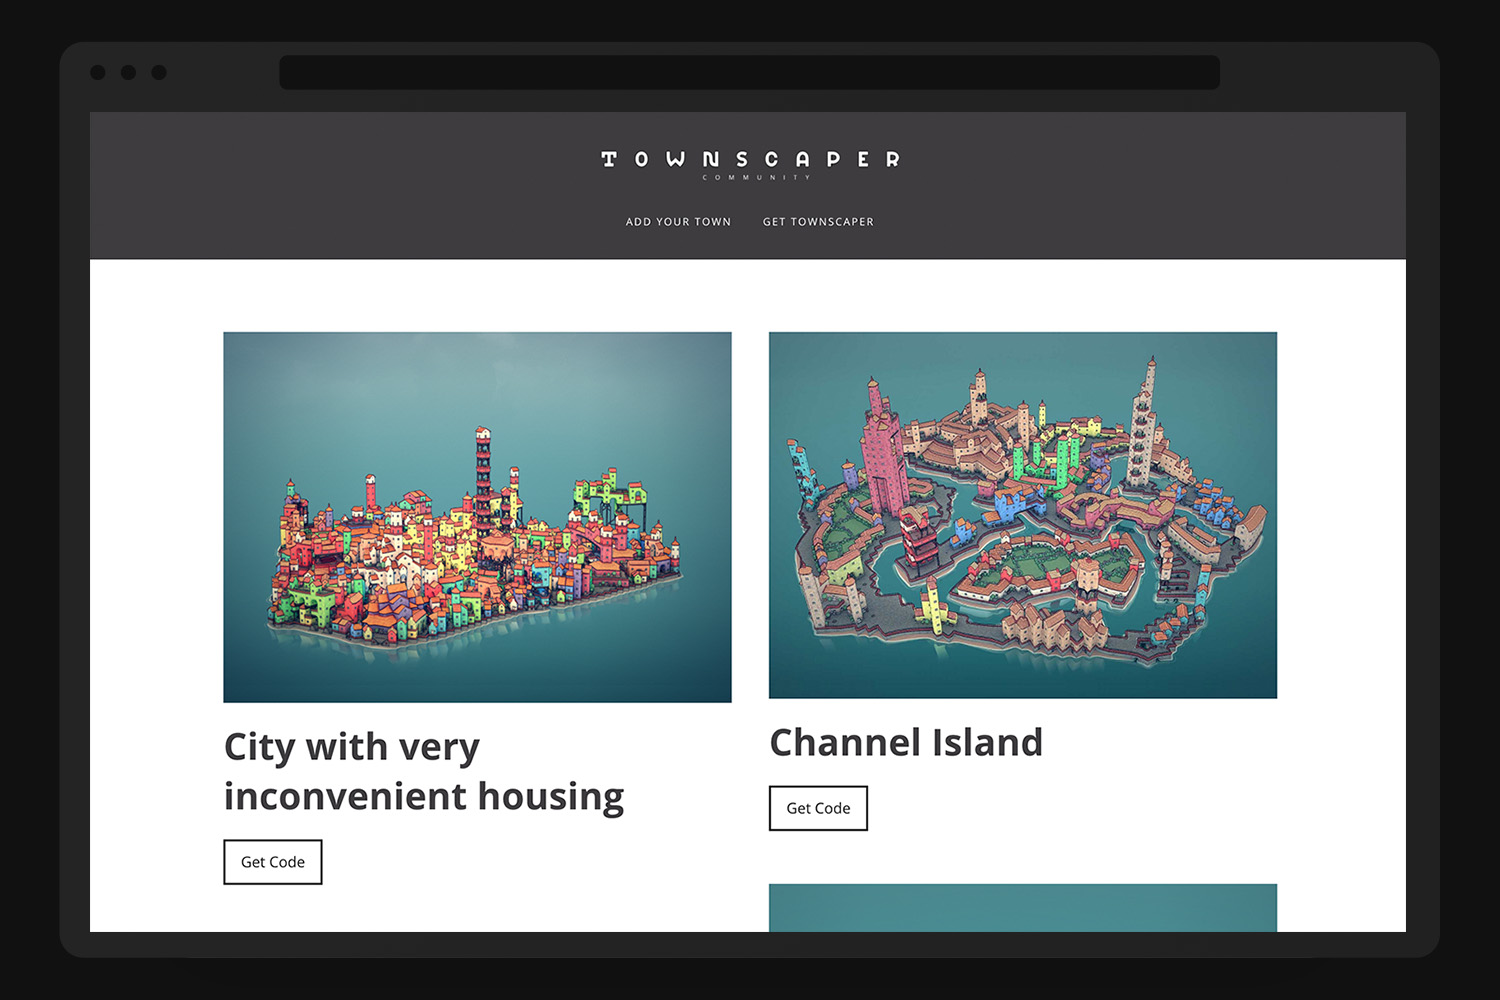 TOWNSCAPER
COMMUNITY
ADD YOUR TOWN
GET TOWNSCAPER
City with very
inconvenient housing
Get Code
Channel Island
Get Code